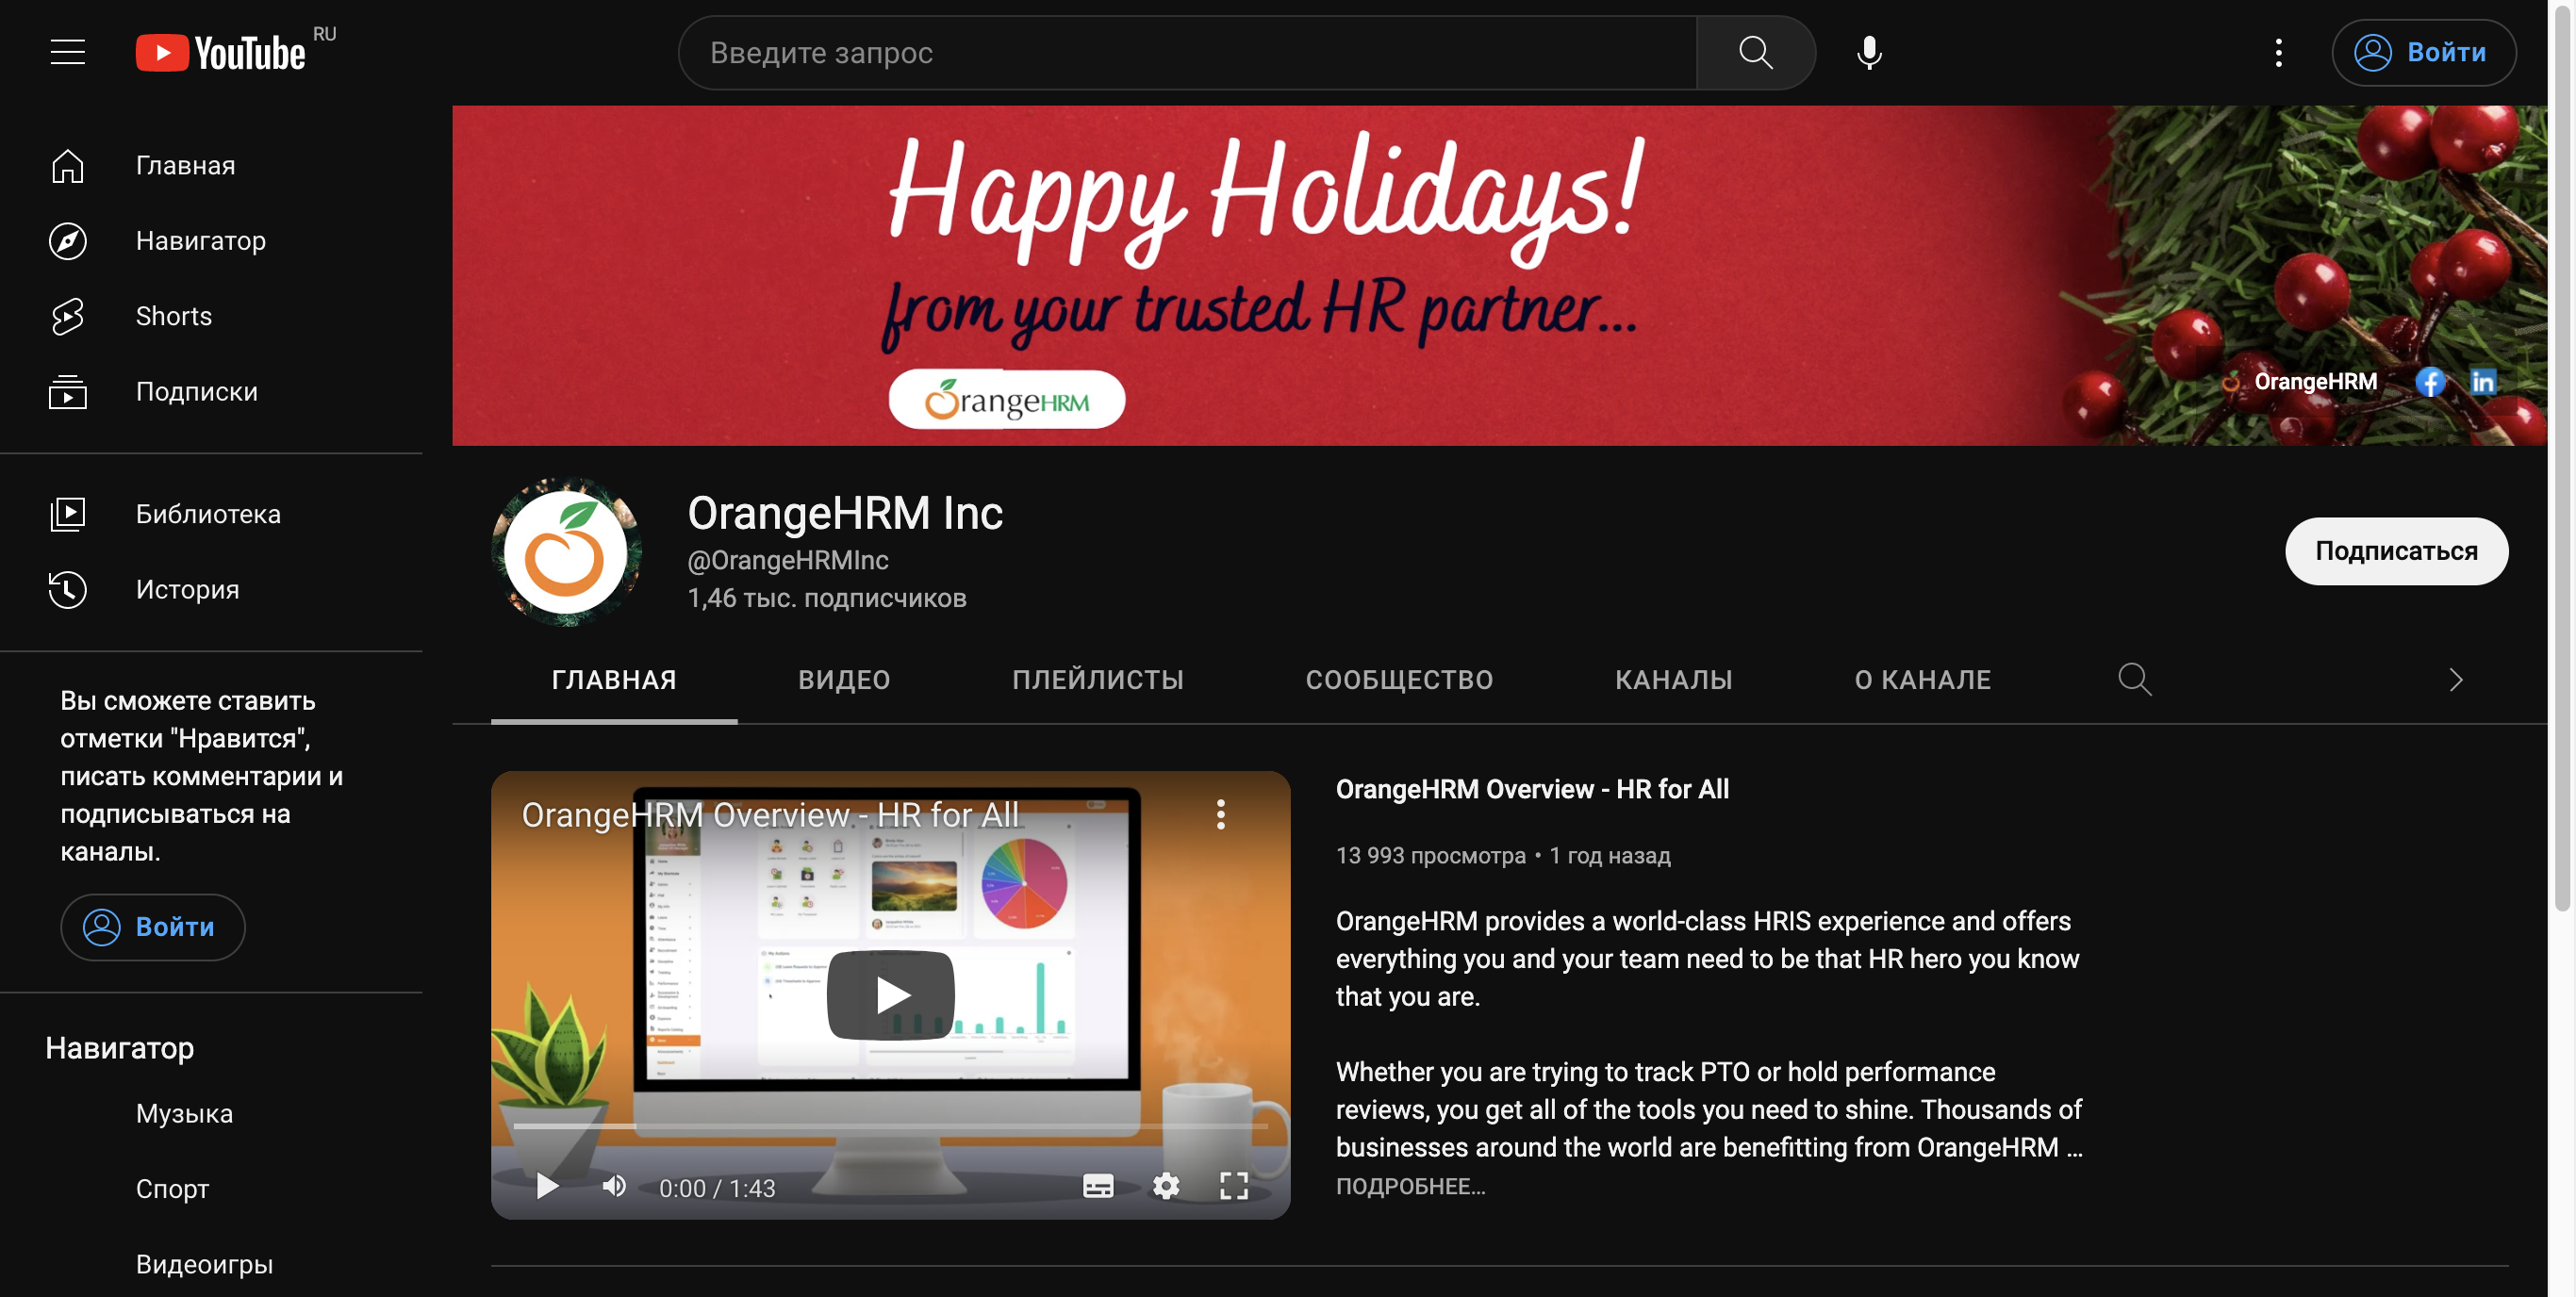 YouTube RU
Введите запрос
Войти
Главная
Навигатор
Shorts
Подписки
Библиотека
История
Вы сможете ставить
отметки "Нравится",
писать комментарии и
подписываться на
каналы.
Войти
Навигатор
Музыка
Спорт
Видеоигры
Happy Holidays!
from your trusted HR partner...
OrangeHRM
OrangeHRM
OrangeHRM Inc
@OrangeHRMInc
1,46 тыс. подписчиков
Подписаться
ГЛАВНАЯ ВИДЕО ПЛЕЙЛИСТЫ СООБЩЕСТВО КАНАЛЫ О КАНАЛЕ
OrangeHRM Overview - HR for All
0:00 / 1:43
OrangeHRM Overview - HR for All
13 993 просмотра • 1 год назад
OrangeHRM provides a world-class HRIS experience and offers
everything you and your team need to be that HR hero you know
that you are.
Whether you are trying to track PTO or hold performance
reviews, you get all of the tools you need to shine. Thousands of
businesses around the world are benefitting from OrangeHRM ...
ПОДРОБНЕЕ...